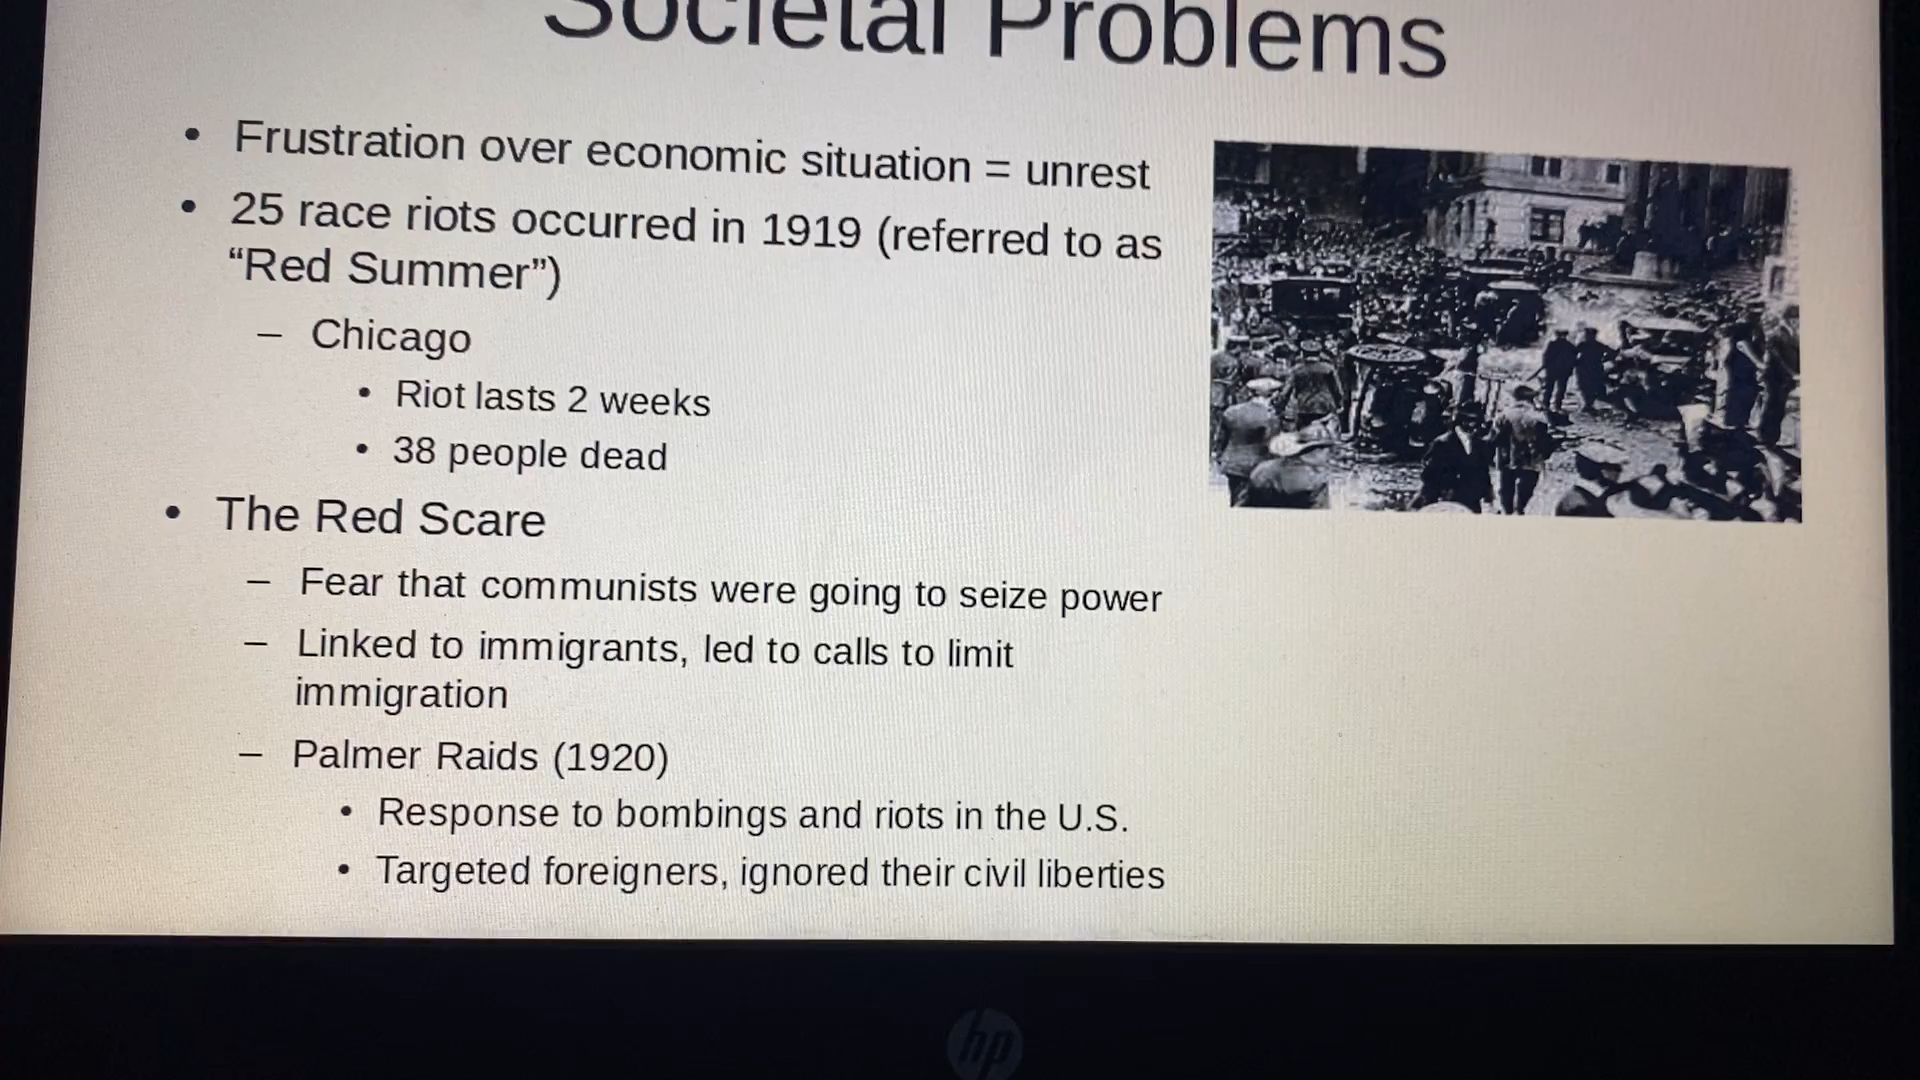 Societal Problems
• Frustration over economic situation = unrest
• 25 race riots occurred in 1919 (referred to as
“Red Summer”)
– Chicago
• Riot lasts 2 weeks
• 38 people dead
• The Red Scare
– Fear that communists were going to seize power
– Linked to immigrants, led to calls to limit
immigration
– Palmer Raids (1920)
• Response to bombings and riots in the U.S.
• Targeted foreigners, ignored their civil liberties
hp